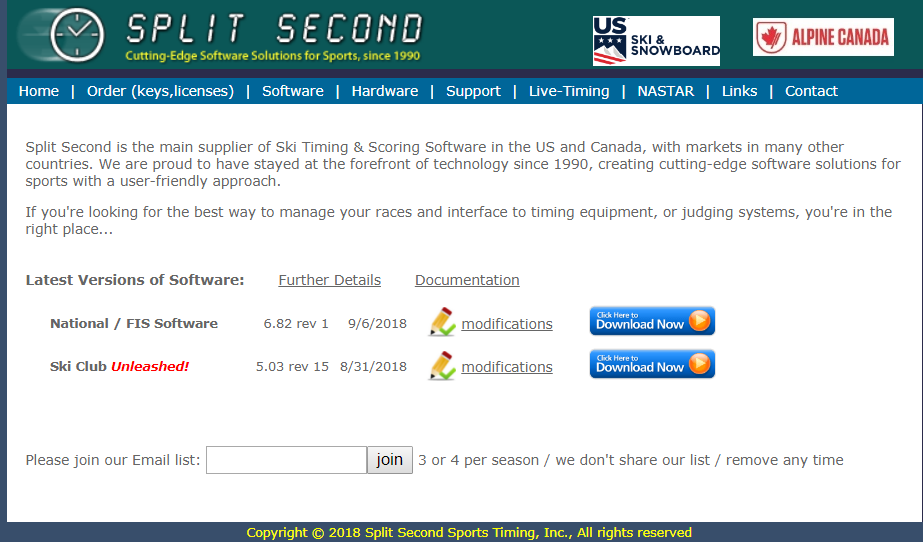 SPLIT SECOND
Cutting-Edge Software Solutions for Sports, since 1990
US
SKI &
SNOWBOARD
ALPINE CANADA
Home | Order (keys,licenses) | Software | Hardware | Support | Live-Timing | NASTAR | Links | Contact
Split Second is the main supplier of Ski Timing & Scoring Software in the US and Canada, with markets in many other
countries. We are proud to have stayed at the forefront of technology since 1990, creating cutting-edge software solutions for
sports with a user-friendly approach.
If you're looking for the best way to manage your races and interface to timing equipment, or judging systems, you're in the
right place...
Latest Versions of Software: Further Details Documentation
National / FIS Software 6.82 rev 1 9/6/2018 modifications Click Here to
Download Now
Ski Club Unleashed! 5.03 rev 15 8/31/2018 modifications Click Here to
Download Now
Please join our Email list: join 3 or 4 per season / we don't share our list / remove any time
Copyright © 2018 Split Second Sports Timing, Inc., All rights reserved